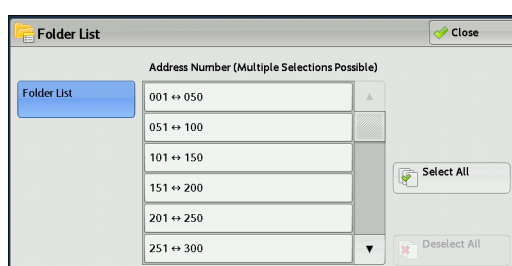 Folder List
Close
Address Number (Multiple Selections Possible)
Folder List
001 ↔ 050
051 ↔ 100
101 ↔ 150
151 ↔ 200
201 ↔ 250
251 ↔ 300
Select All
Deselect All